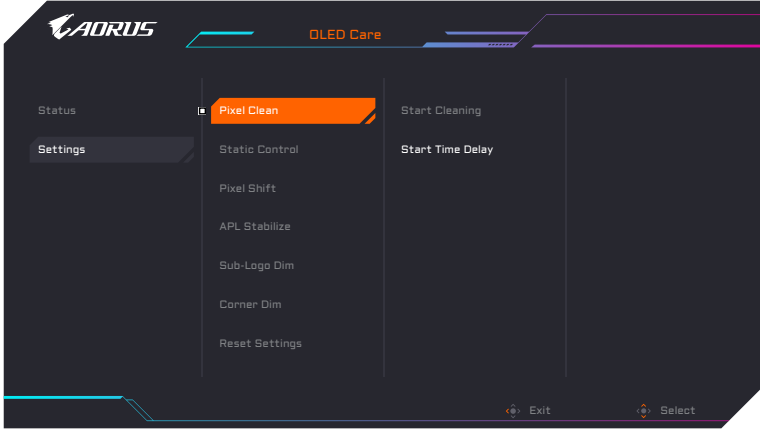 AORUS
OLED Care
Status
Settings
Pixel Clean
Static Control
Pixel Shift
APL Stabilize
Sub-Logo Dim
Corner Dim
Reset Settings
Start Cleaning
Start Time Delay
Exit
Select